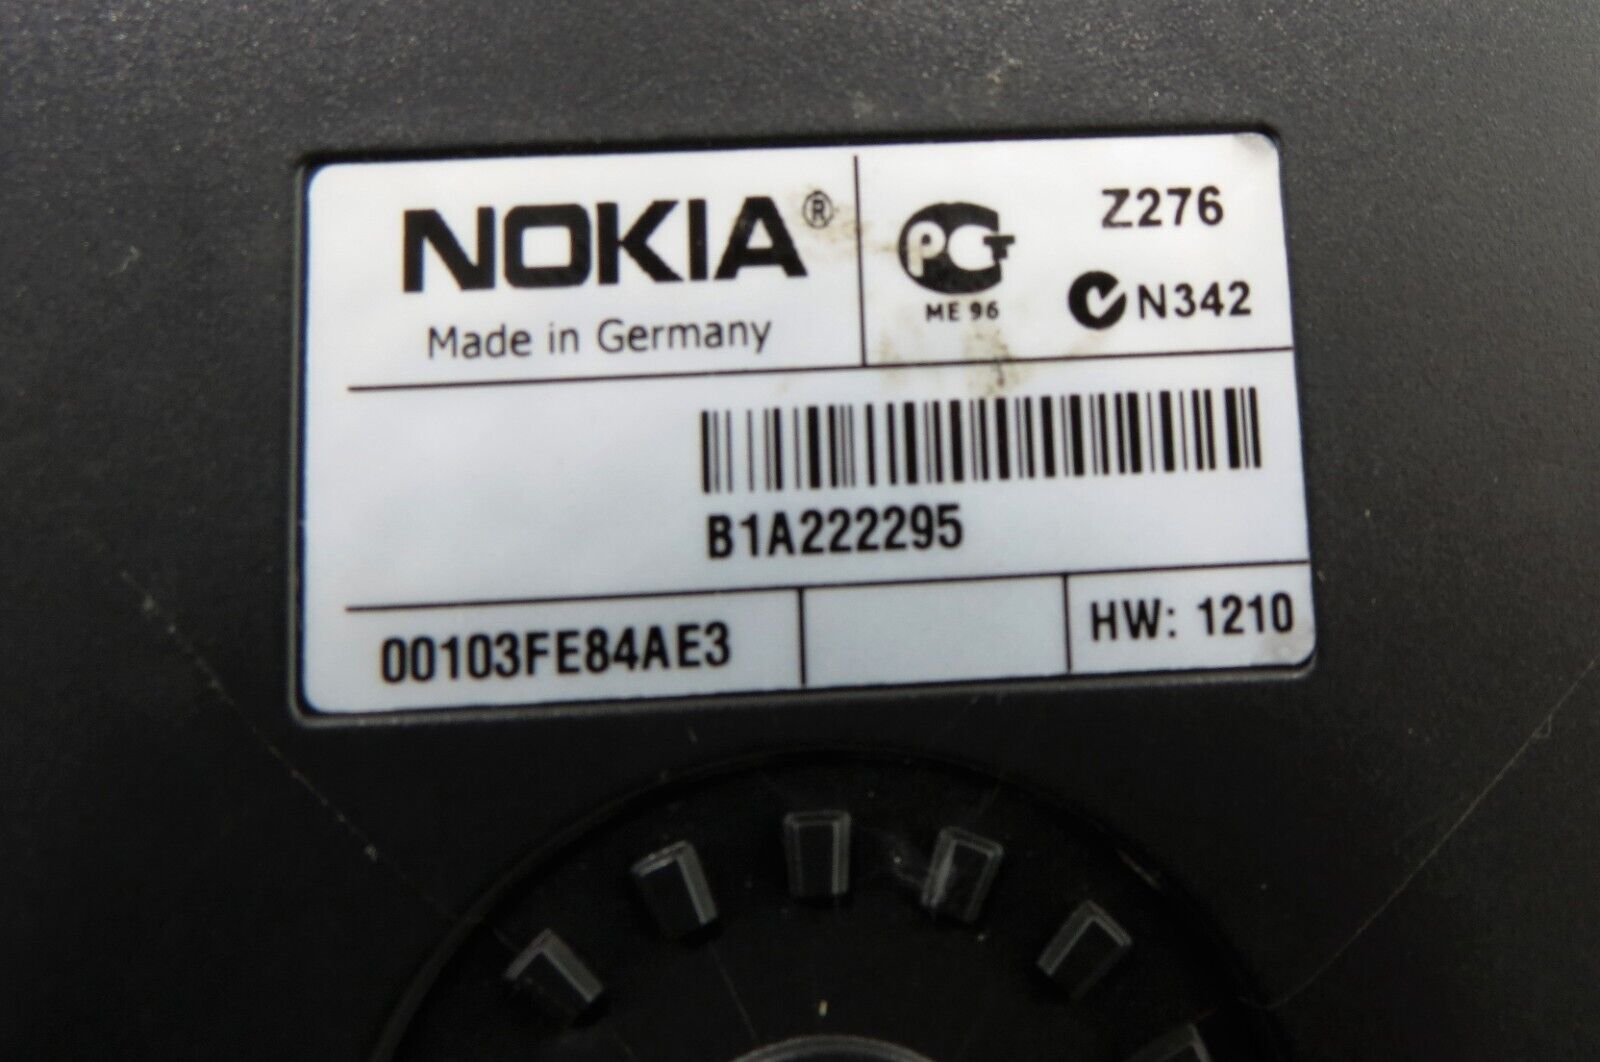 NOKIA®
Made in Germany
PCT
ME 96
Z276
N342
B1A222295
00103FE84AE3
HW: 1210